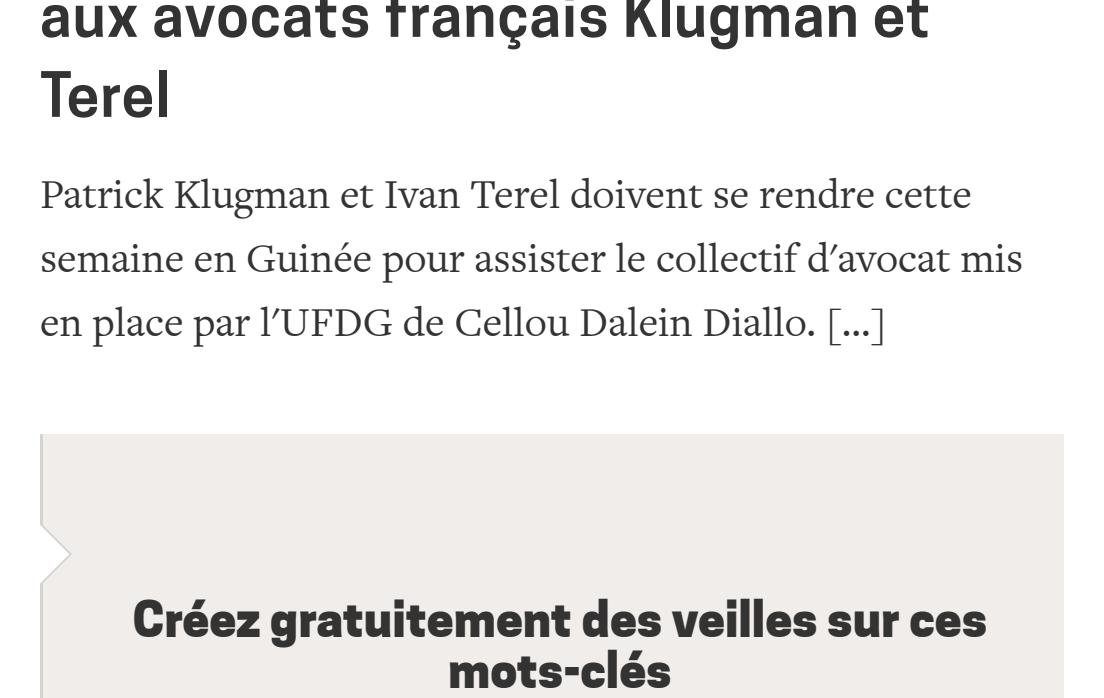 aux avocats français Klugman et
Terel
Patrick Klugman et Ivan Terel doivent se rendre cette
semaine en Guinée pour assister le collectif d'avocat mis
en place par l'UFDG de Cellou Dalein Diallo. [...]
Créez gratuitement des veilles sur ces
mots-clés